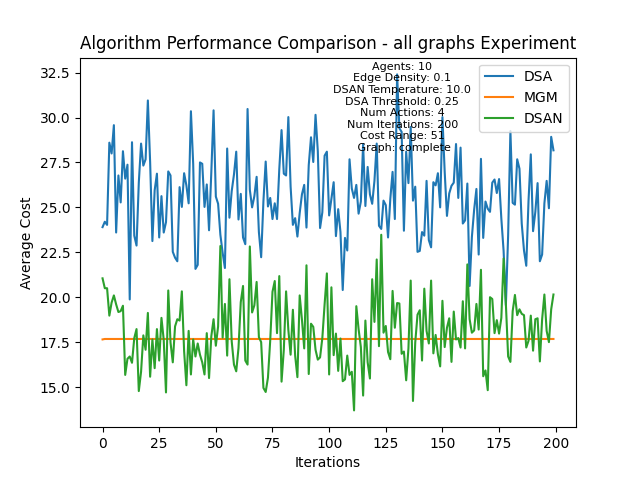 Algorithm Performance Comparison - all graphs Experiment
Agents: 10
Edge Density: 0.1
DSAN Temperature: 10.0
DSA Threshold: 0.25
Num Actions: 4
Num Iterations: 200
Cost Range: 51
Graph: complete
DSA
MGM
DSAN
Average Cost
32.5
30.0
27.5
25.0
22.5
20.0
17.5
15.0
0 25 50 75 100 125 150 175 200
Iterations